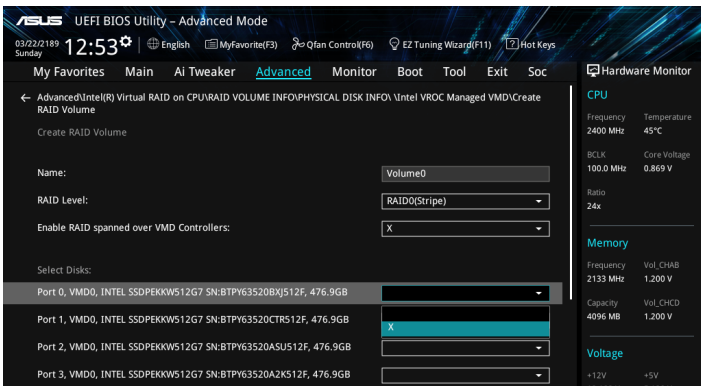 ASUS UEFI BIOS Utility – Advanced Mode
03/22/2189
Sunday
12:53
English
MyFavorite(F3)
Qfan Control(F6)
EZ Tuning Wizard(F11)
? Hot Keys
My Favorites Main Ai Tweaker Advanced Monitor Boot Tool Exit Soc
Hardware Monitor
← Advanced\Intel(R) Virtual RAID on CPU\RAID VOLUME INFO\PHYSICAL DISK INFO\ \Intel VROC Managed VMD\Create
RAID Volume
Create RAID Volume
Name: Volume0
RAID Level: RAID0(Stripe)
Enable RAID spanned over VMD Controllers: X
Select Disks:
Port 0, VMD0, INTEL SSDPEKKW512G7 SN:BTPY63520BXJ512F, 476.9GB
Port 1, VMD0, INTEL SSDPEKKW512G7 SN:BTPY63520CTR512F, 476.9GB
X
Port 2, VMD0, INTEL SSDPEKKW512G7 SN:BTPY63520ASU512F, 476.9GB
Port 3, VMD0, INTEL SSDPEKKW512G7 SN:BTPY63520A2K512F, 476.9GB
CPU
Frequency Temperature
2400 MHz 45°C
BCLK Core Voltage
100.0 MHz 0.869 V
Ratio
24x
Memory
Frequency Vol_CHAB
2133 MHz 1.200 V
Capacity Vol_CHCD
4096 MB 1.200 V
Voltage
+12V +5V